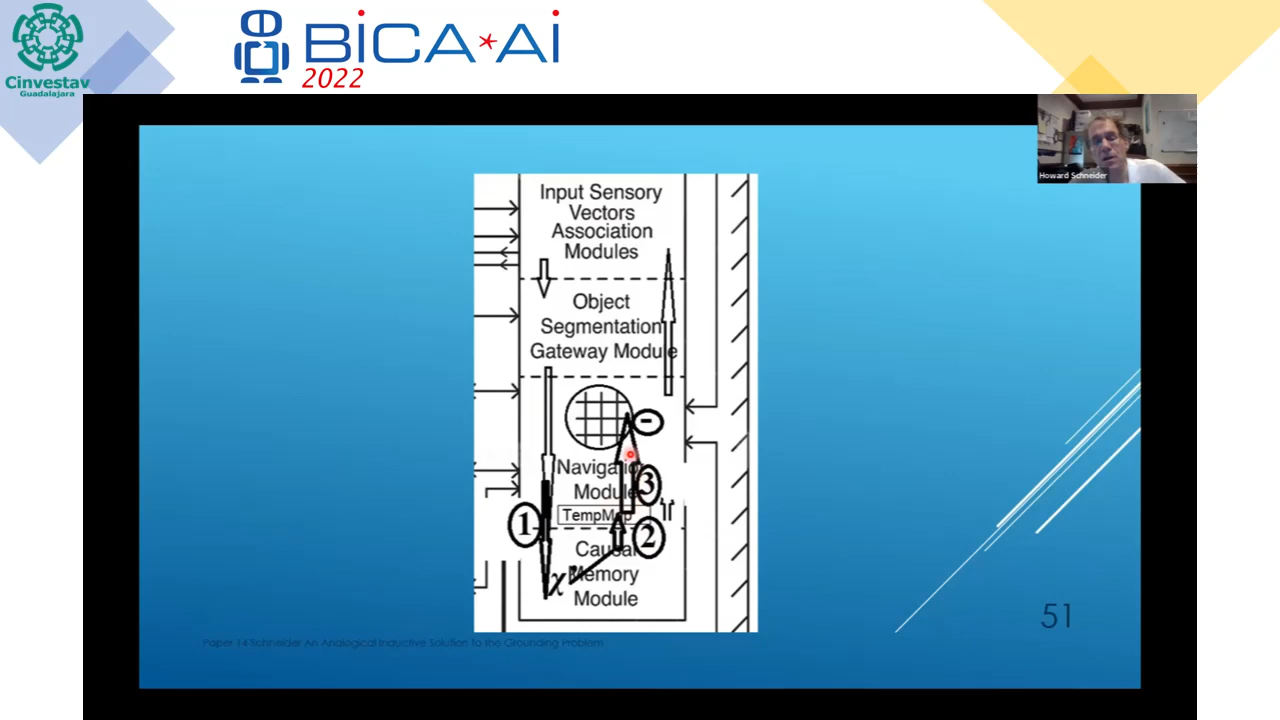 Cinvestav
Guadalajara
BiCA*Ai
2022
Howard Schneider
Input Sensory
Vectors
Association
Modules
Object
Segmentation
Gateway Module
-
Navigation
Module
3
TempMap
1
2
Causal
Memory
Module
χ'
51
Paper 14 Schneider An Analogical Inductive Solution to the Grounding Problem